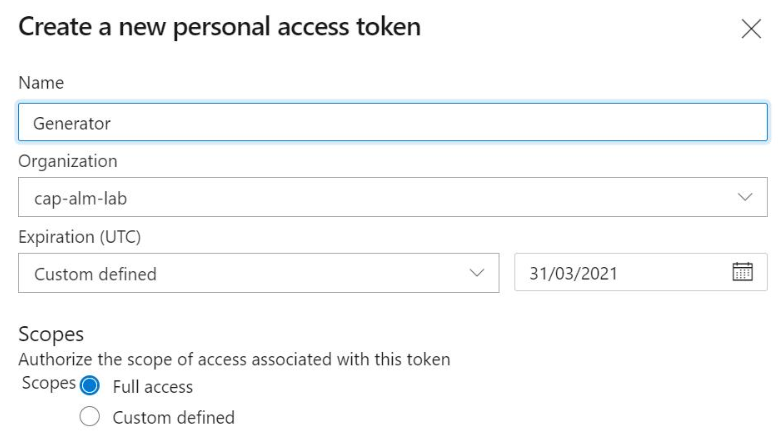 Create a new personal access token
Name
Generator
Organization
cap-alm-lab
Expiration (UTC)
Custom defined 31/03/2021
Scopes
Authorize the scope of access associated with this token
Scopes Full access
Custom defined